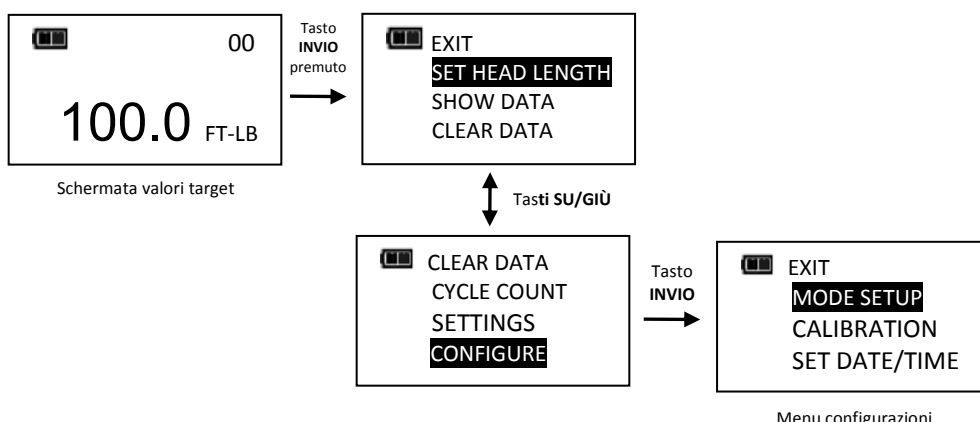 00
100.0 FT-LB
Schermata valori target
Tasto
INVIO
premuto
EXIT
SET HEAD LENGTH
SHOW DATA
CLEAR DATA
Tasti SU/GIÙ
CLEAR DATA
CYCLE COUNT
SETTINGS
CONFIGURE
Tasto
INVIO
EXIT
MODE SETUP
CALIBRATION
SET DATE/TIME
Menu configurazioni